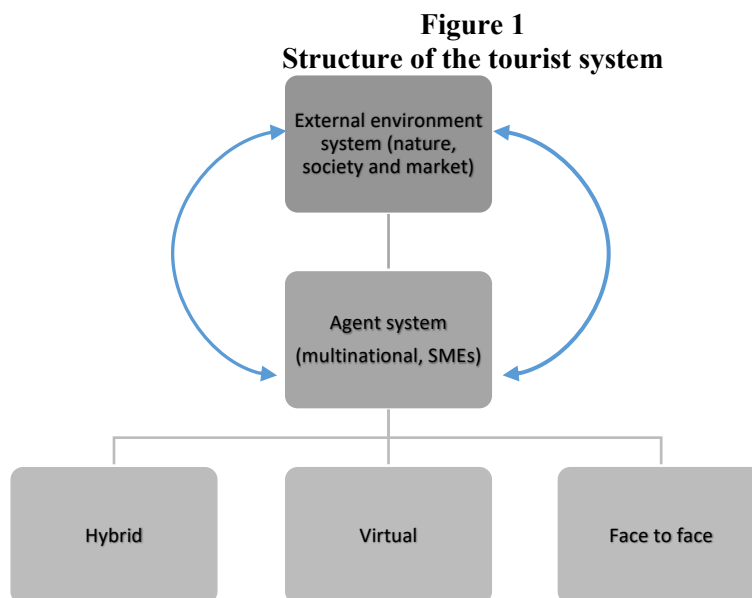 Figure 1
Structure of the tourist system
External environment
system (nature,
society and market)
Agent system
(multinational, SMEs)
Hybrid
Virtual
Face to face